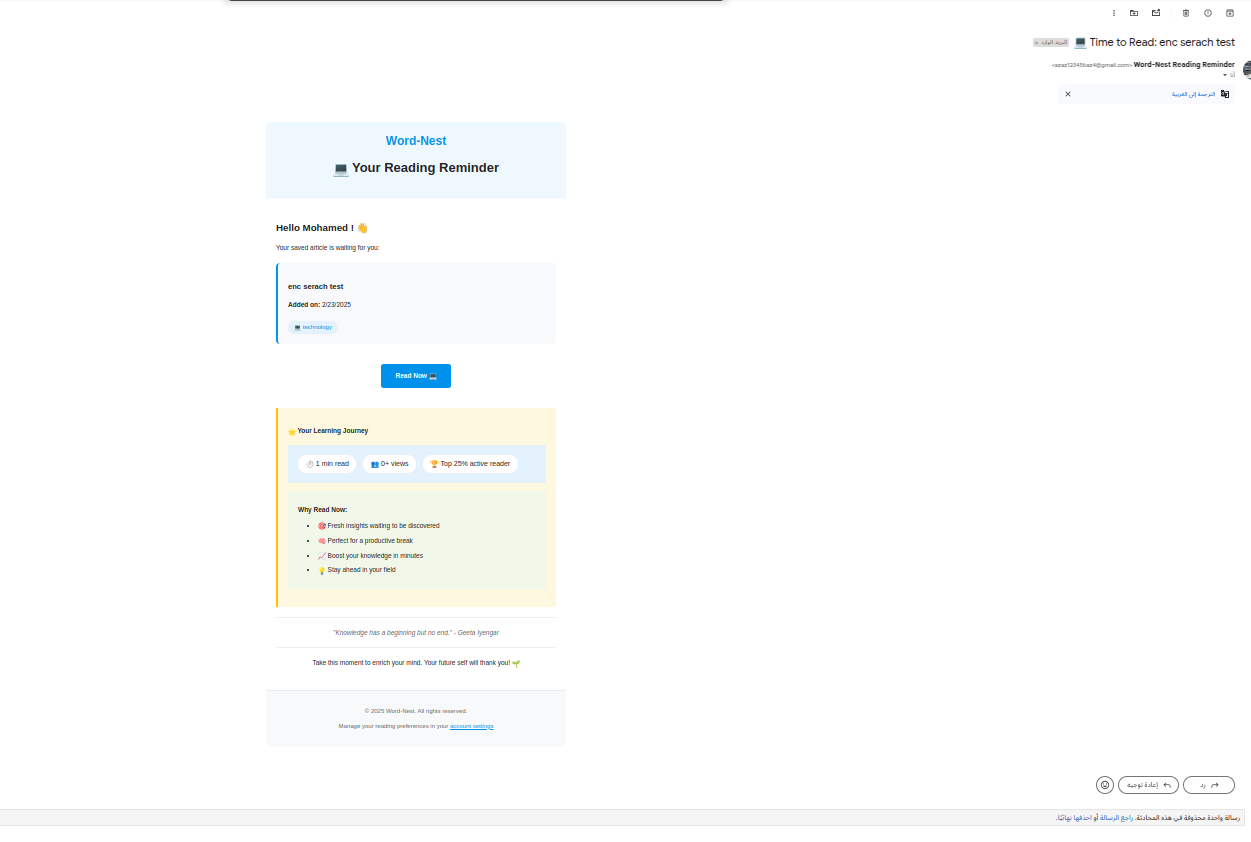 💻 Time to Read: enc serach test
البريد الوارد ×
Word-Nest Reading Reminder <azaz12345baz4@gmail.com>
أنا
الترجمة إلى العربية
Word-Nest
💻 Your Reading Reminder
Hello Mohamed ! 👋
Your saved article is waiting for you:
enc serach test
Added on: 2/23/2025
💻 technology
Read Now 💻
🌟 Your Learning Journey
⏱️ 1 min read 👥 0+ views 🏆 Top 25% active reader
Why Read Now:
• 🎯 Fresh insights waiting to be discovered
• 🧠 Perfect for a productive break
• 📈 Boost your knowledge in minutes
• 💡 Stay ahead in your field
"Knowledge has a beginning but no end." - Geeta Iyengar
Take this moment to enrich your mind. Your future self will thank you! 🌱
© 2025 Word-Nest. All rights reserved.
Manage your reading preferences in your account settings
رد
إعادة توجيه
رسالة واحدة محذوفة في هذه المحادثة. راجع الرسالة أو احذفها نهائيًا.